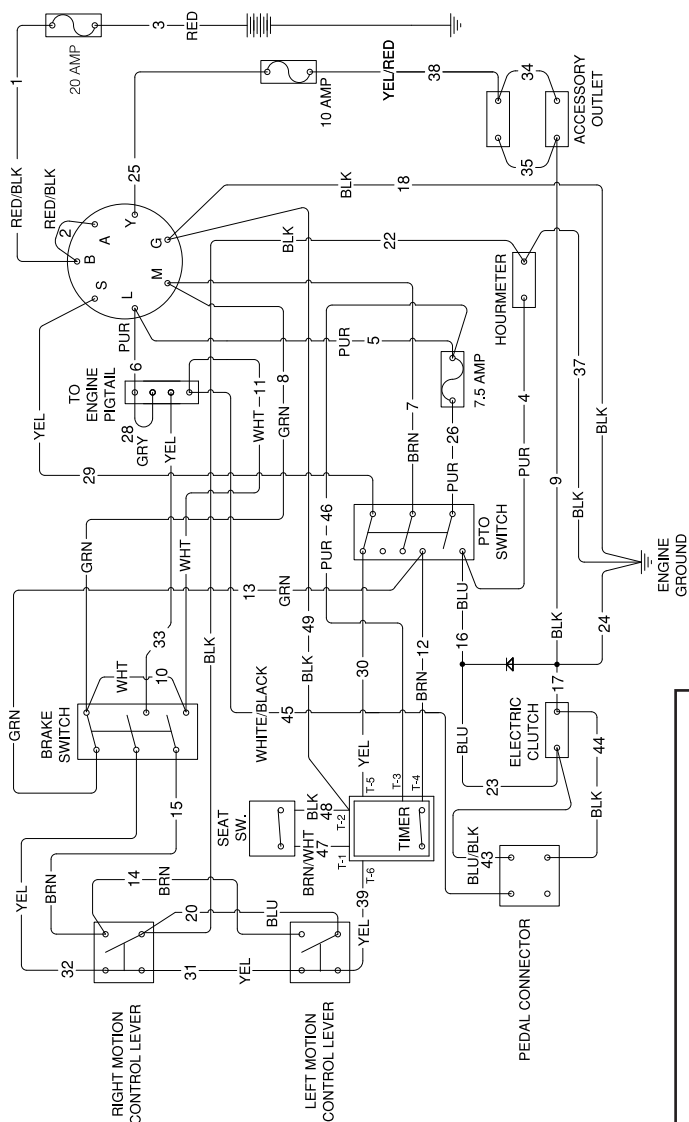 RED
3
20 AMP
1
RED/BLK
RED/BLK
2
A
B
S
L
Y
G
M
25
10 AMP
YEL/RED
38
34
35
ACCESSORY
OUTLET
BLK
18
BLK
22
HOURMETER
PUR
6
PUR
5
7.5 AMP
TO
ENGINE
PIGTAIL
28
GRY
YEL
WHT
11
GRN
8
BRN
7
PUR
26
PUR
4
37
BLK
BLK
9
YEL
29
PUR
46
PTO
SWITCH
GRN
WHT
13
GRN
ENGINE
GROUND
24
BLK
17
BLU
16
BLK
49
YEL
30
BRN
12
WHT
10
33
BLK
WHITE/BLACK
45
GRN
BRAKE
SWITCH
15
BLU
23
ELECTRIC
CLUTCH
44
BLK
SEAT
SW.
BLK
48
BRN/WHT
47
T-1
T-2
T-3
T-4
T-5
T-6
TIMER
BLU/BLK
43
PEDAL CONNECTOR
YEL
BRN
14
BRN
20
BLU
32
31
YEL
YEL
39
RIGHT MOTION
CONTROL LEVER
LEFT MOTION
CONTROL LEVER